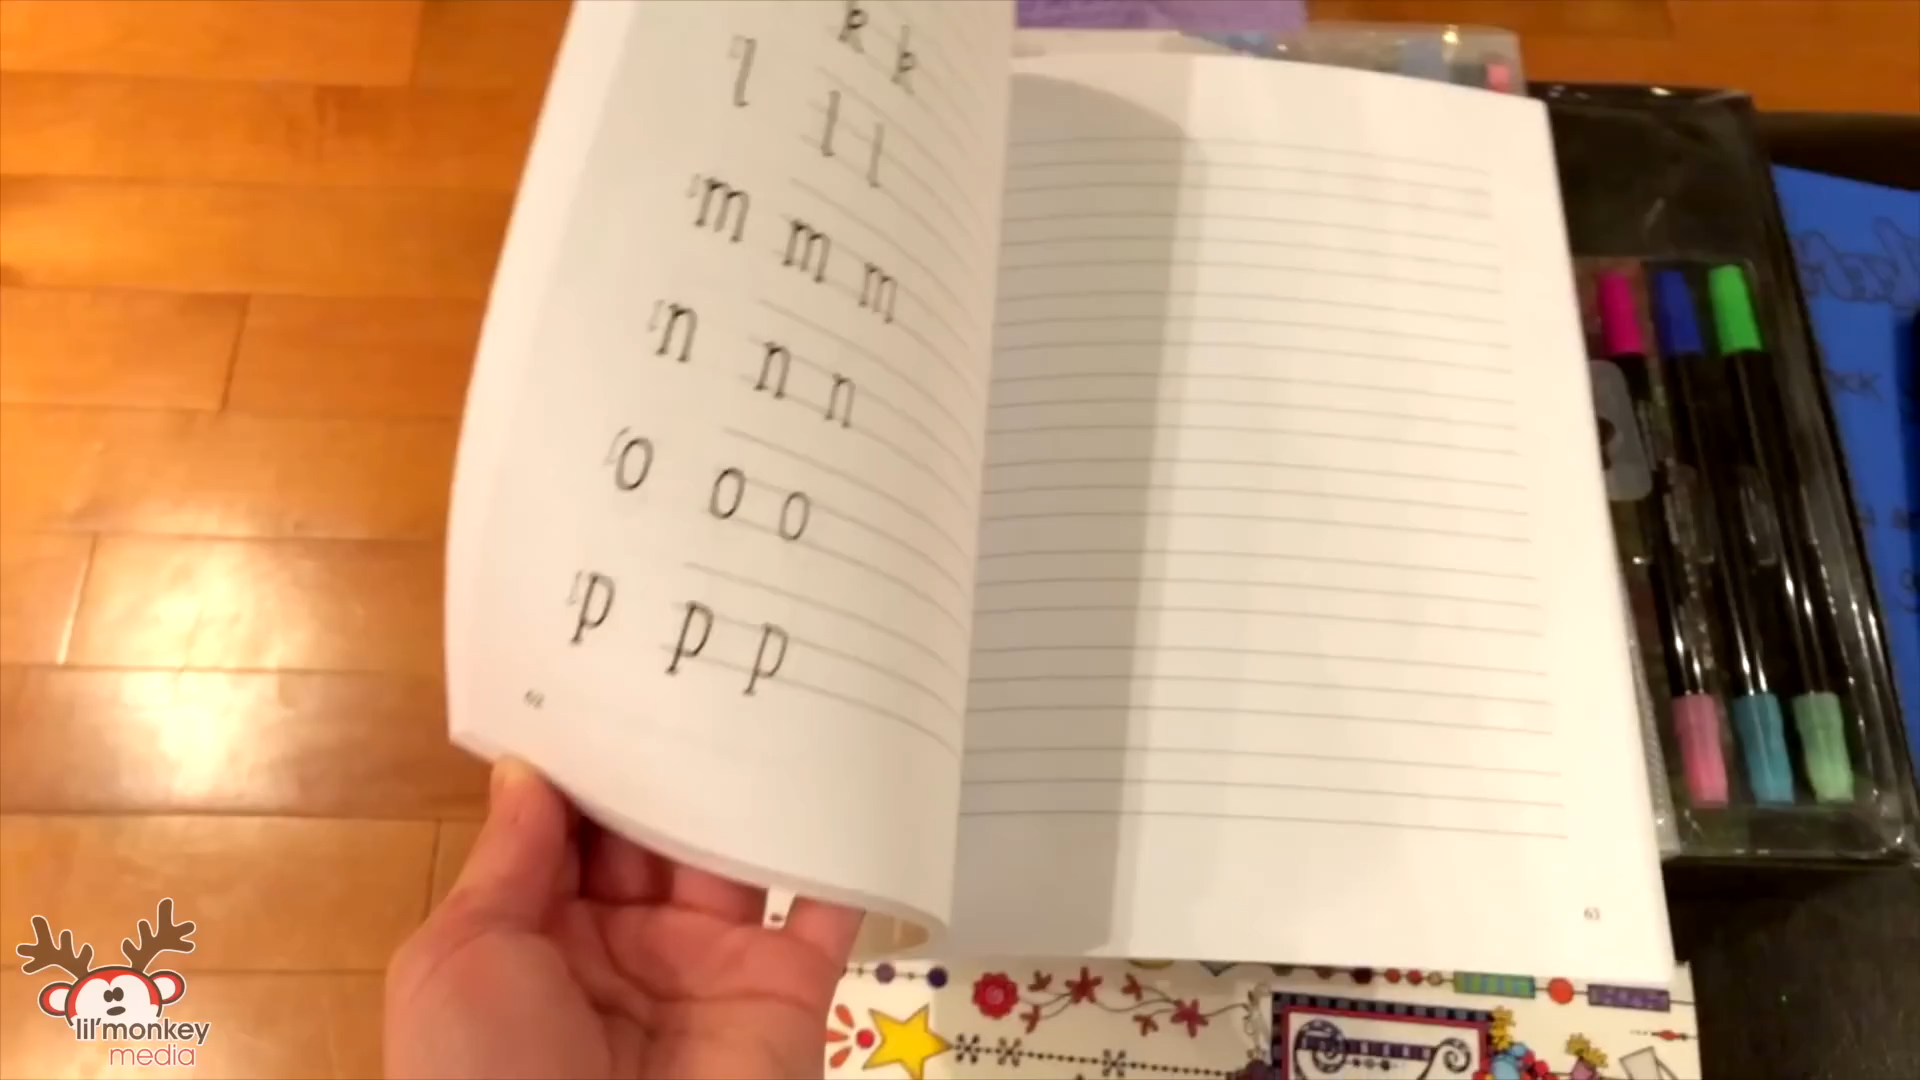 k k
l l l
m m m
n n n
o o o
p p p
63
lil'monkey
media